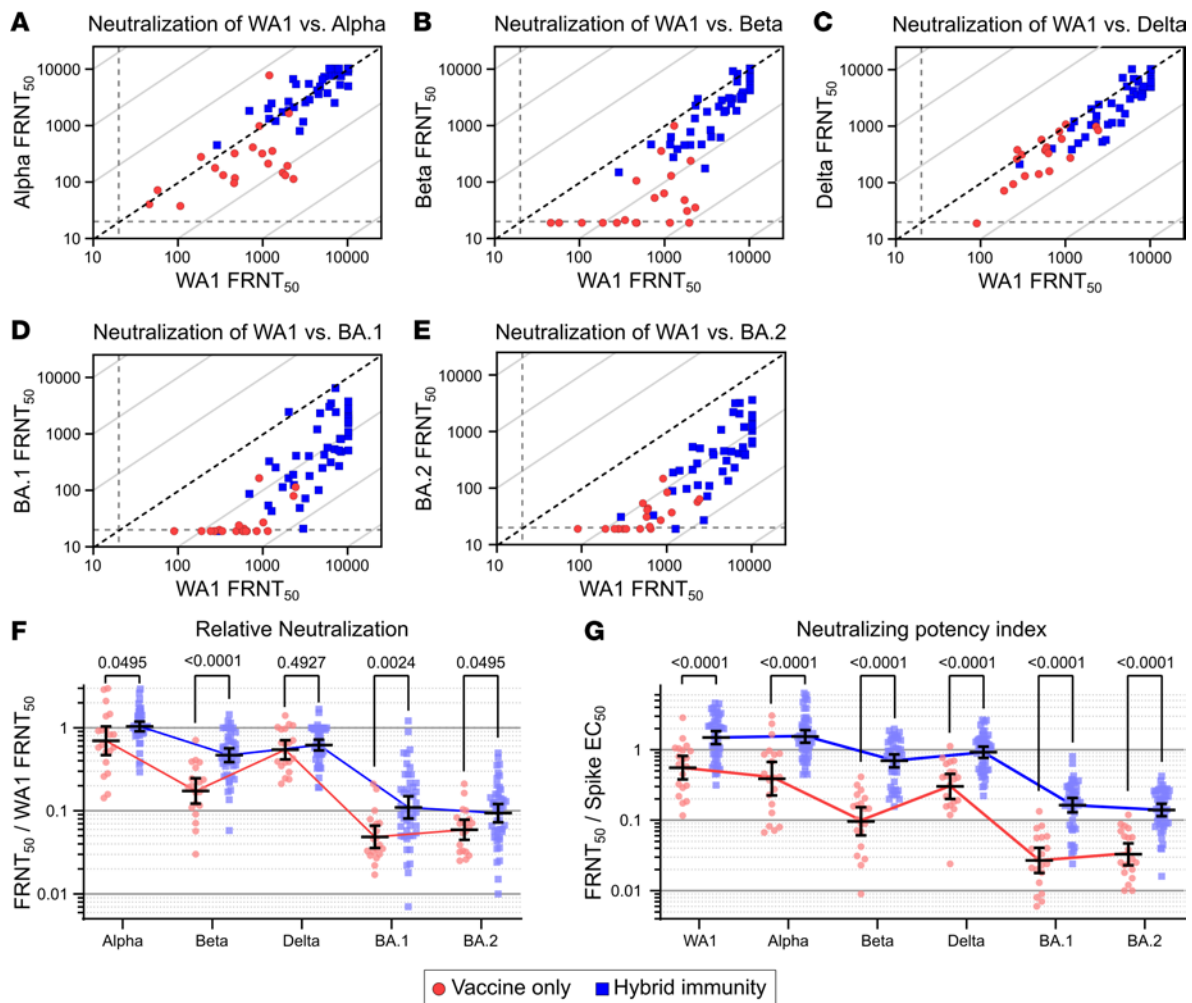 A Neutralization of WA1 vs. Alpha
Alpha FRNT50
10000
1000
100
10
10 100 1000 10000
WA1 FRNT50
B Neutralization of WA1 vs. Beta
Beta FRNT50
10000
1000
100
10
10 100 1000 10000
WA1 FRNT50
C Neutralization of WA1 vs. Delta
Delta FRNT50
10000
1000
100
10
10 100 1000 10000
WA1 FRNT50
D Neutralization of WA1 vs. BA.1
BA.1 FRNT50
10000
1000
100
10
10 100 1000 10000
WA1 FRNT50
E Neutralization of WA1 vs. BA.2
BA.2 FRNT50
10000
1000
100
10
10 100 1000 10000
WA1 FRNT50
F Relative Neutralization
0.0495 <0.0001 0.4927 0.0024 0.0495
FRNT50 / WA1 FRNT50
1
0.1
0.01
Alpha Beta Delta BA.1 BA.2
G Neutralizing potency index
<0.0001 <0.0001 <0.0001 <0.0001 <0.0001 <0.0001
FRNT50 / Spike EC50
1
0.1
0.01
WA1 Alpha Beta Delta BA.1 BA.2
Vaccine only Hybrid immunity